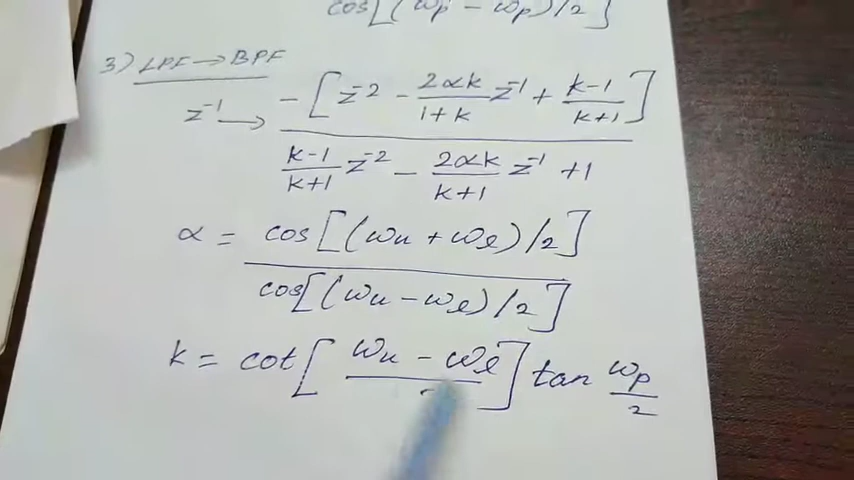 cos[(ωp - ωp)/2]
3) LPF → BPF
z⁻¹ → -[z⁻² - 2αk/1+k z⁻¹ + k-1/k+1]
k-1/k+1 z⁻² - 2αk/k+1 z⁻¹ + 1
α = cos[(ωu + ωl)/2]
cos[(ωu - ωl)/2]
k = cot[ωu - ωl/2] tan ωp/2